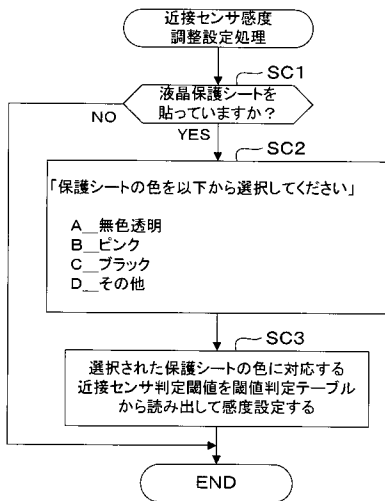 近接センサ感度
調整設定処理
SC1
液晶保護シートを
貼っていますか？
NO
YES
SC2
「保護シートの色を以下から選択してください」
A__無色透明
B__ピンク
C__ブラック
D__その他
SC3
選択された保護シートの色に対応する
近接センサ判定閾値を閾値判定テーブル
から読み出して感度設定する
END